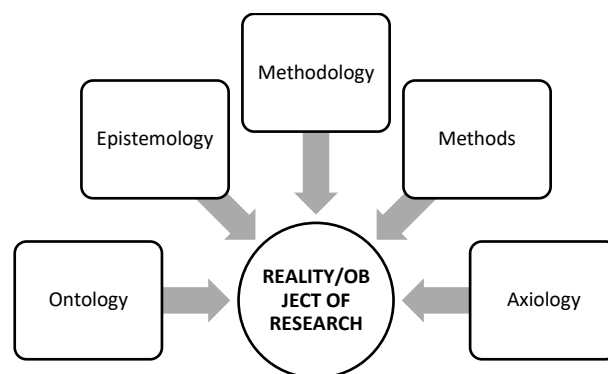 Methodology
Epistemology
Methods
Ontology
REALITY/OB
JECT OF
RESEARCH
Axiology